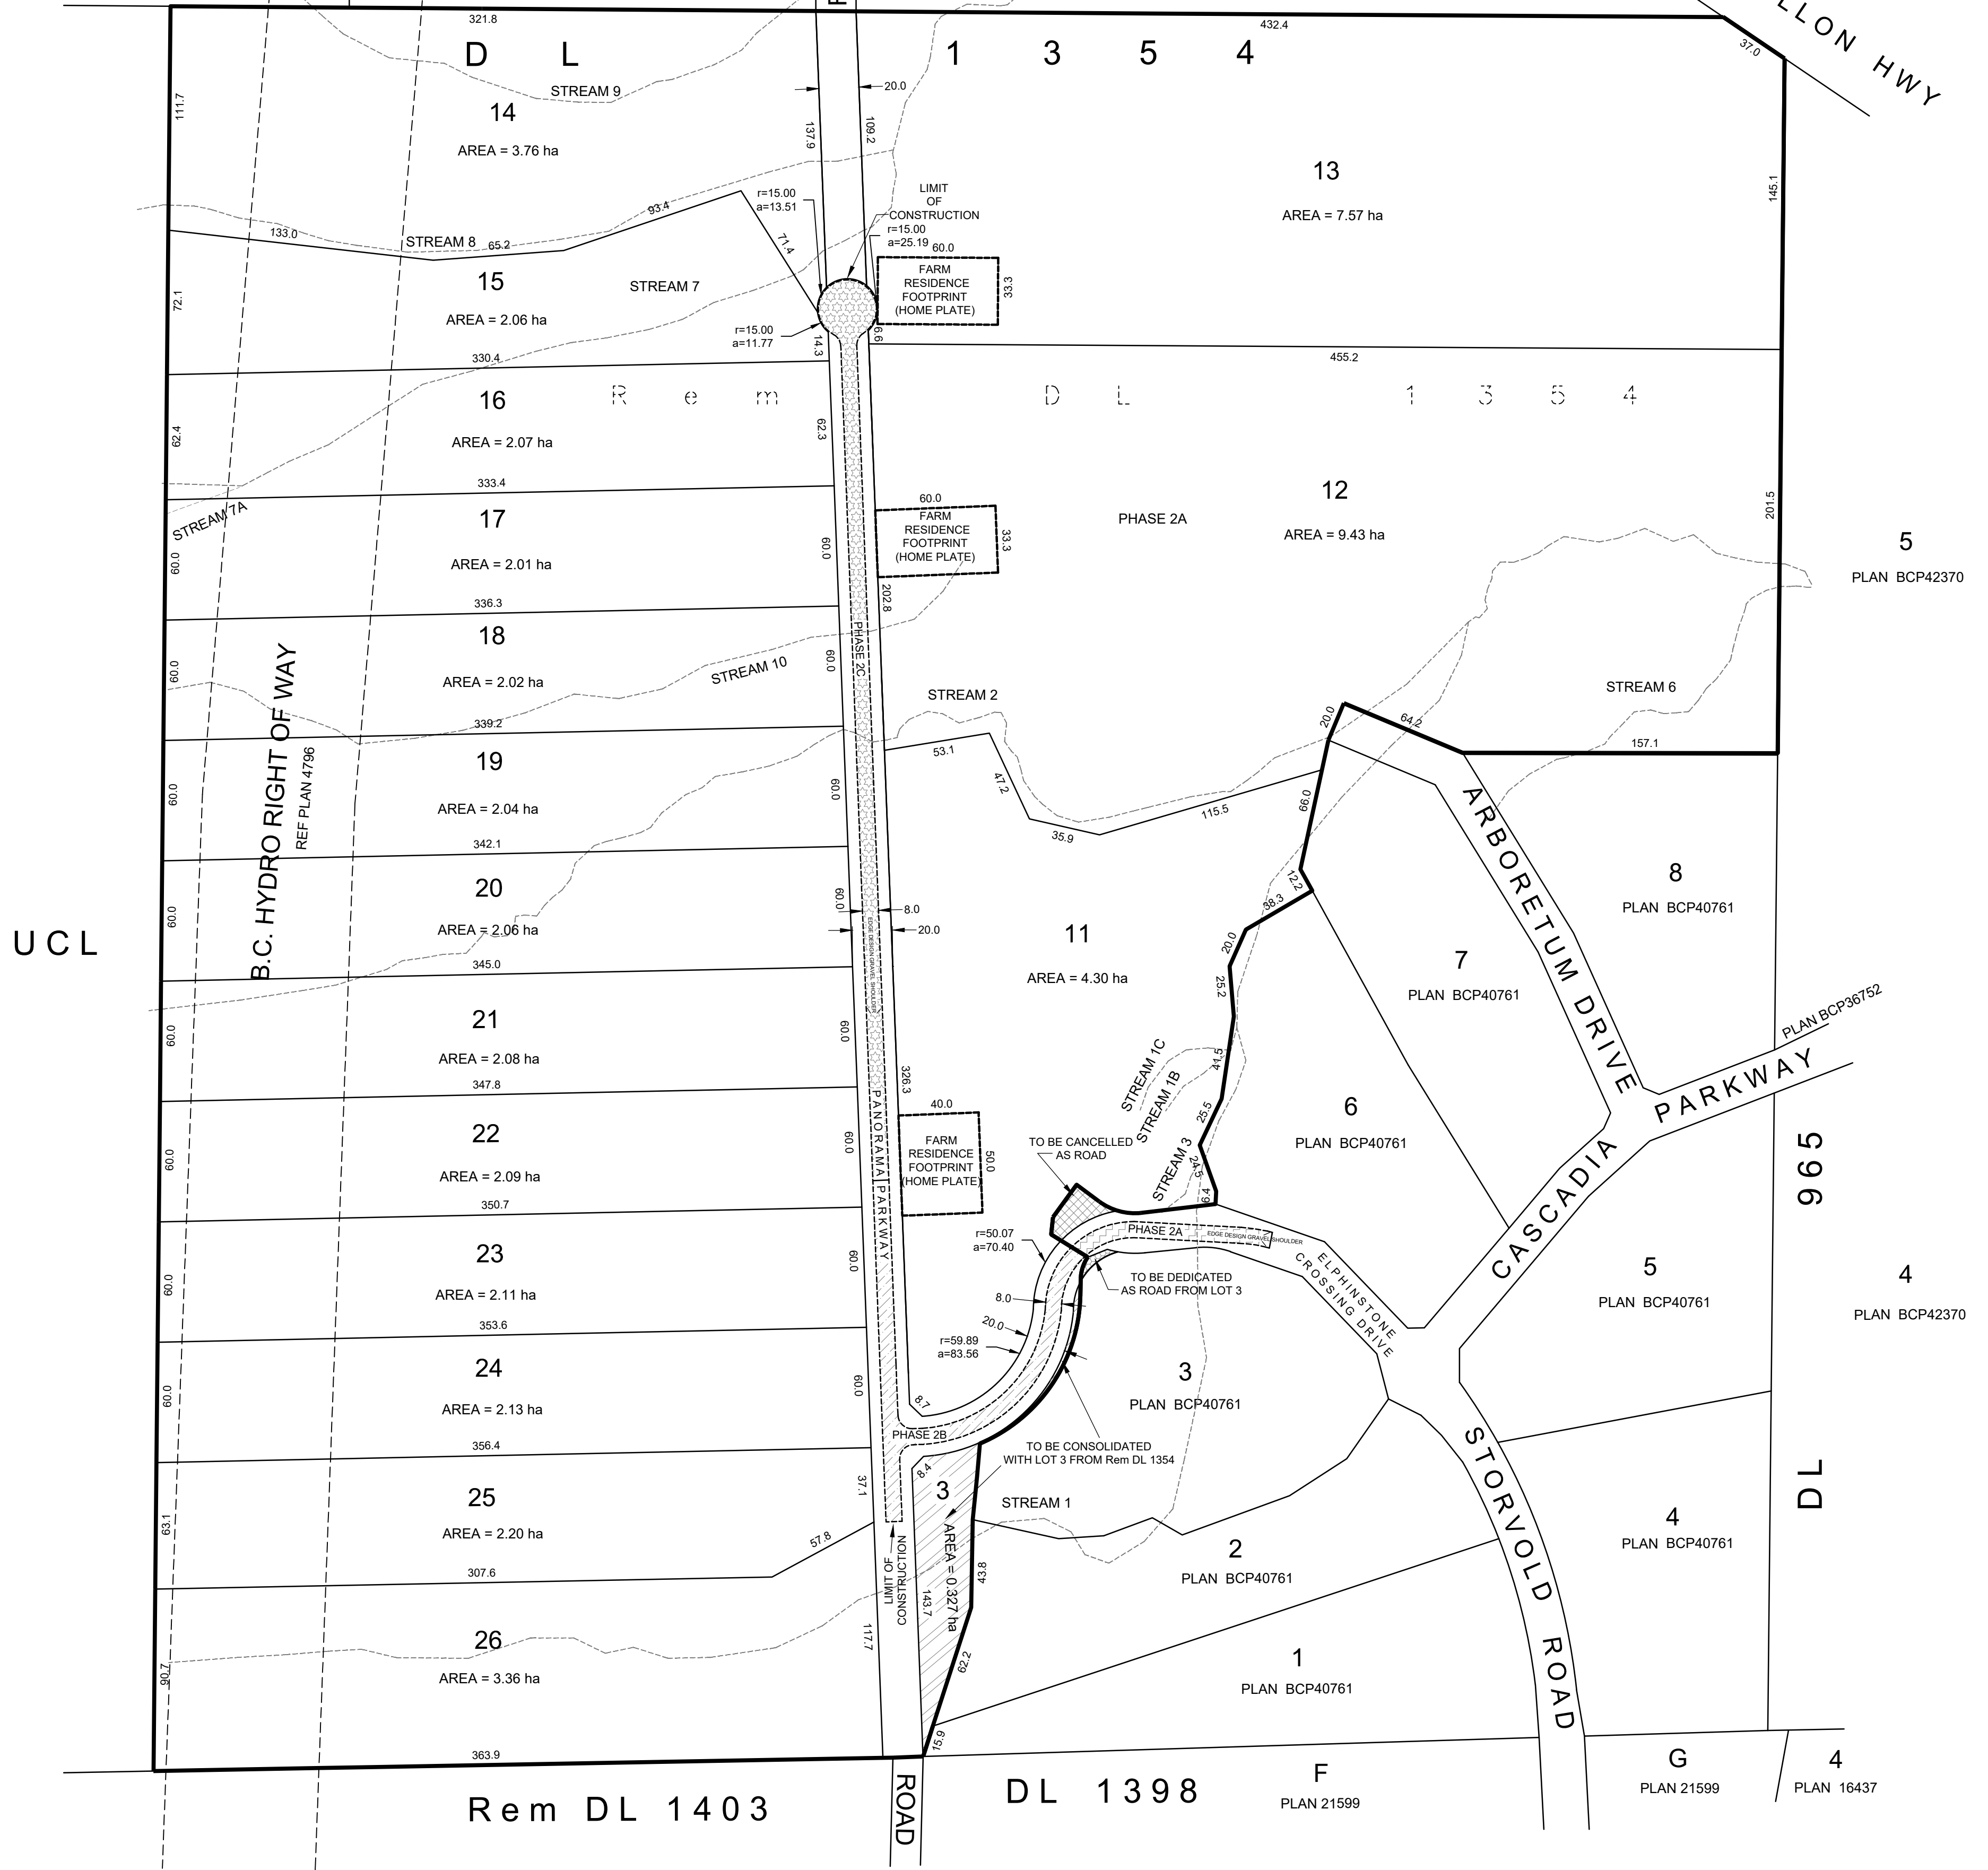 321.8
432.4
LLON HWY
37.0
D L 1 3 5 4
STREAM 9
20.0
111.7
14
AREA = 3.76 ha
137.9
109.2
13
AREA = 7.57 ha
145.1
LIMIT
OF
CONSTRUCTION
r=15.00
a=13.51
r=15.00
a=25.19
60.0
93.4
133.0
STREAM 8
65.2
71.4
FARM
RESIDENCE
FOOTPRINT
(HOME PLATE)
33.3
15
AREA = 2.06 ha
72.1
STREAM 7
r=15.00
a=11.77
14.3
6.6
330.4
455.2
Rem DL 1354
16
AREA = 2.07 ha
62.4
62.3
333.4
STREAM 7A
17
AREA = 2.01 ha
60.0
60.0
60.0
FARM
RESIDENCE
FOOTPRINT
(HOME PLATE)
33.3
PHASE 2A
12
AREA = 9.43 ha
201.5
5
PLAN BCP42370
202.8
336.3
18
AREA = 2.02 ha
60.0
60.0
PHASE 2C
STREAM 10
STREAM 2
STREAM 6
339.2
53.1
20.0
64.2
157.1
B.C. HYDRO RIGHT OF WAY
REF PLAN 4796
19
AREA = 2.04 ha
60.0
60.0
47.2
35.9
115.5
66.0
342.1
ARBORETUM DRIVE
8
PLAN BCP40761
12.2
38.3
20
AREA = 2.06 ha
60.0
60.0
8.0
20.0
EDGE DESIGN GRAVEL SHOULDER
11
AREA = 4.30 ha
20.0
25.2
7
PLAN BCP40761
UCL
345.0
21
AREA = 2.08 ha
60.0
60.0
PLAN BCP36752
347.8
326.3
STREAM 1C
STREAM 1B
41.5
25.5
PARKWAY
CASCADIA
6
PLAN BCP40761
22
AREA = 2.09 ha
60.0
60.0
PANORAMA PARKWAY
40.0
FARM
RESIDENCE
FOOTPRINT
(HOME PLATE)
50.0
TO BE CANCELLED
AS ROAD
STREAM 3
24.5
6.4
DL 965
350.7
23
AREA = 2.11 ha
60.0
60.0
r=50.07
a=70.40
PHASE 2A
EDGE DESIGN GRAVEL SHOULDER
ELPHINSTONE
CROSSING DRIVE
TO BE DEDICATED
AS ROAD FROM LOT 3
5
PLAN BCP40761
4
PLAN BCP42370
8.0
20.0
353.6
r=59.89
a=83.56
24
AREA = 2.13 ha
60.0
60.0
3
PLAN BCP40761
8.7
PHASE 2B
356.4
TO BE CONSOLIDATED
WITH LOT 3 FROM Rem DL 1354
STORVOLD ROAD
25
AREA = 2.20 ha
63.1
37.1
8.4
3
AREA = 0.327 ha
STREAM 1
4
PLAN BCP40761
57.8
307.6
LIMIT OF
CONSTRUCTION
43.8
143.7
2
PLAN BCP40761
26
AREA = 3.36 ha
90.7
117.7
62.2
1
PLAN BCP40761
15.9
363.9
Rem DL 1403
ROAD
DL 1398
F
PLAN 21599
G
PLAN 21599
4
PLAN 16437